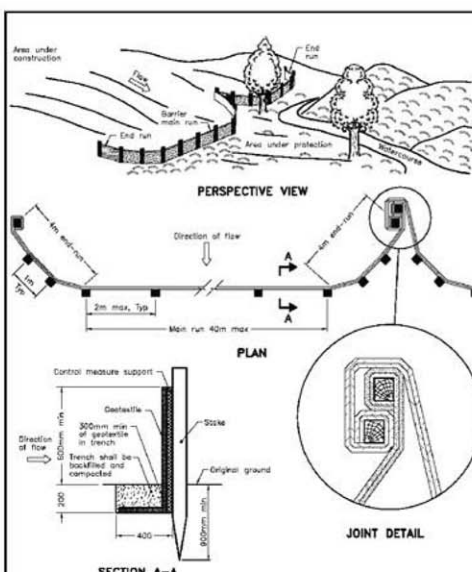 Area under
construction
Flow
End
run
Barrier
main run
End run
Area under protection
Watercourse
PERSPECTIVE VIEW
4m end-run
1m
Typ
Direction of flow
A
A
4m end-run
2m max, Typ
Main run 40m max
PLAN
Control measure support
Geotextile
300mm min
of geotextile
in trench
Trench shall be
backfilled and
compacted
Stake
Direction
of flow
600mm min
200
Original ground
400
900mm min
SECTION A-A
JOINT DETAIL